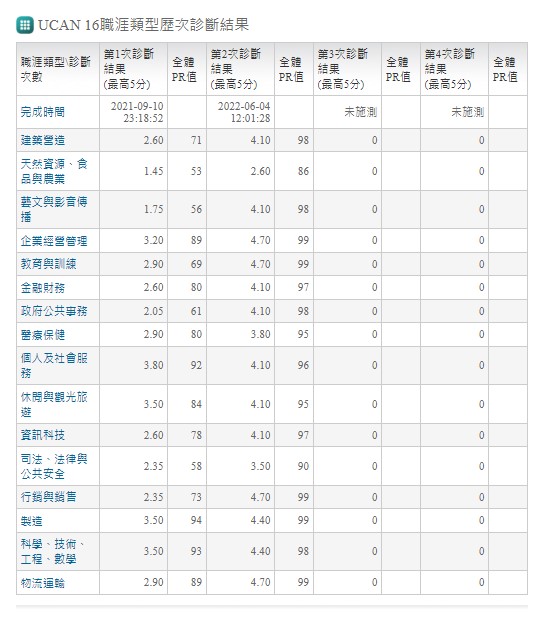 UCAN 16職涯類型歷次診斷結果
職涯類型\診斷次數 第1次診斷結果(最高5分) 全體PR值 第2次診斷結果(最高5分) 全體PR值 第3次診斷結果(最高5分) 全體PR值 第4次診斷結果(最高5分) 全體PR值
完成時間 2021-09-10 23:18:52 2022-06-04 12:01:28 未施測 未施測
建築營造 2.60 71 4.10 98 0 0
天然資源、食品與農業 1.45 53 2.60 86 0 0
藝文與影音傳播 1.75 56 4.10 98 0 0
企業經營管理 3.20 89 4.70 99 0 0
教育與訓練 2.90 69 4.70 99 0 0
金融財務 2.60 80 4.10 97 0 0
政府公共事務 2.05 61 4.10 98 0 0
醫療保健 2.90 80 3.80 95 0 0
個人及社會服務 3.80 92 4.10 96 0 0
休閒與觀光旅遊 3.50 84 4.10 95 0 0
資訊科技 2.60 78 4.10 97 0 0
司法、法律與公共安全 2.35 58 3.50 90 0 0
行銷與銷售 2.35 73 4.70 99 0 0
製造 3.50 94 4.40 99 0 0
科學、技術、工程、數學 3.50 93 4.40 98 0 0
物流運輸 2.90 89 4.70 99 0 0